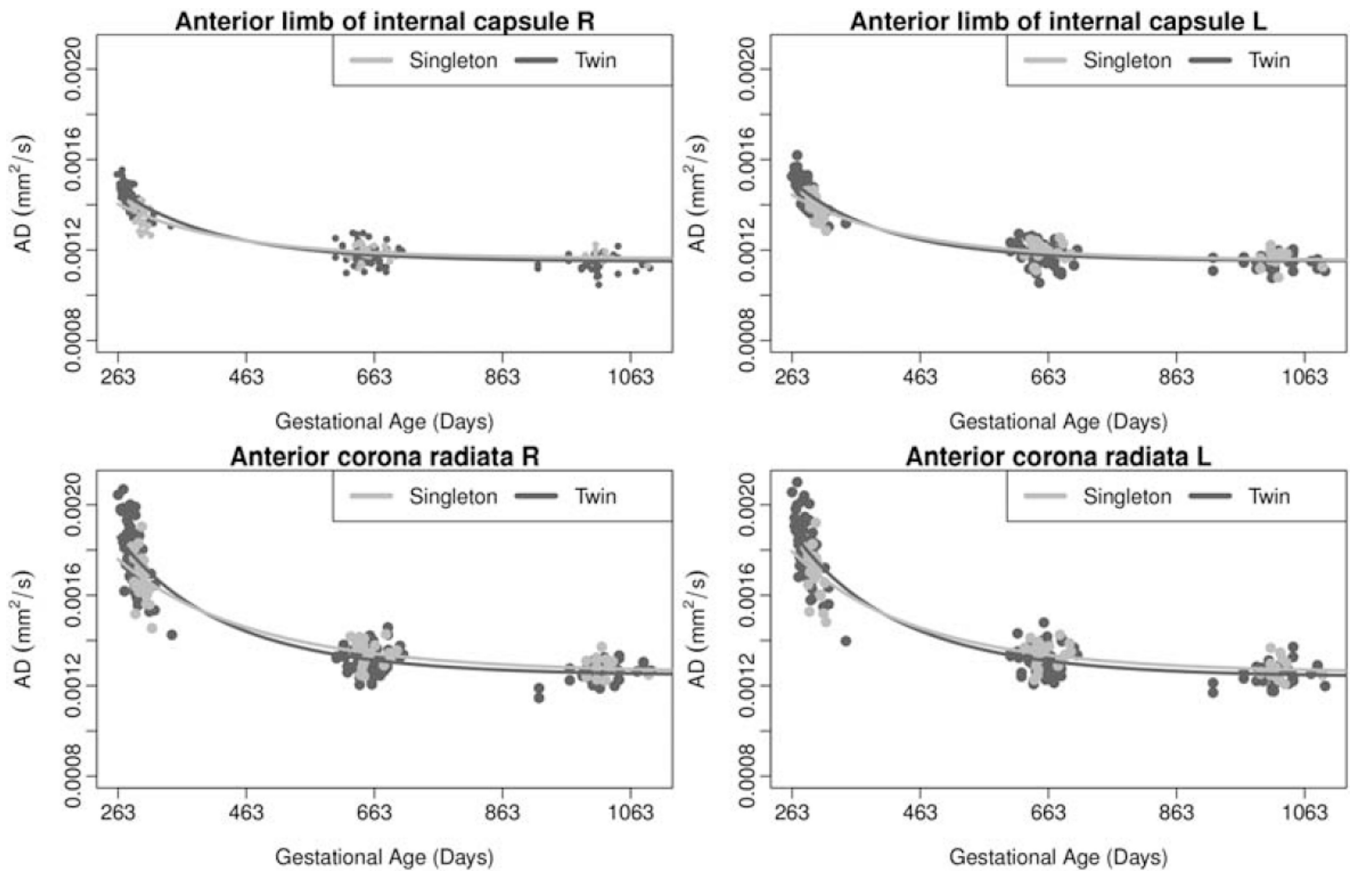 Anterior limb of internal capsule R
Singleton Twin
AD (mm²/s)
0.0020
0.0016
0.0012
0.0008
263 463 663 863 1063
Gestational Age (Days)
Anterior limb of internal capsule L
Singleton Twin
AD (mm²/s)
0.0020
0.0016
0.0012
0.0008
263 463 663 863 1063
Gestational Age (Days)
Anterior corona radiata R
Singleton Twin
AD (mm²/s)
0.0020
0.0016
0.0012
0.0008
263 463 663 863 1063
Gestational Age (Days)
Anterior corona radiata L
Singleton Twin
AD (mm²/s)
0.0020
0.0016
0.0012
0.0008
263 463 663 863 1063
Gestational Age (Days)